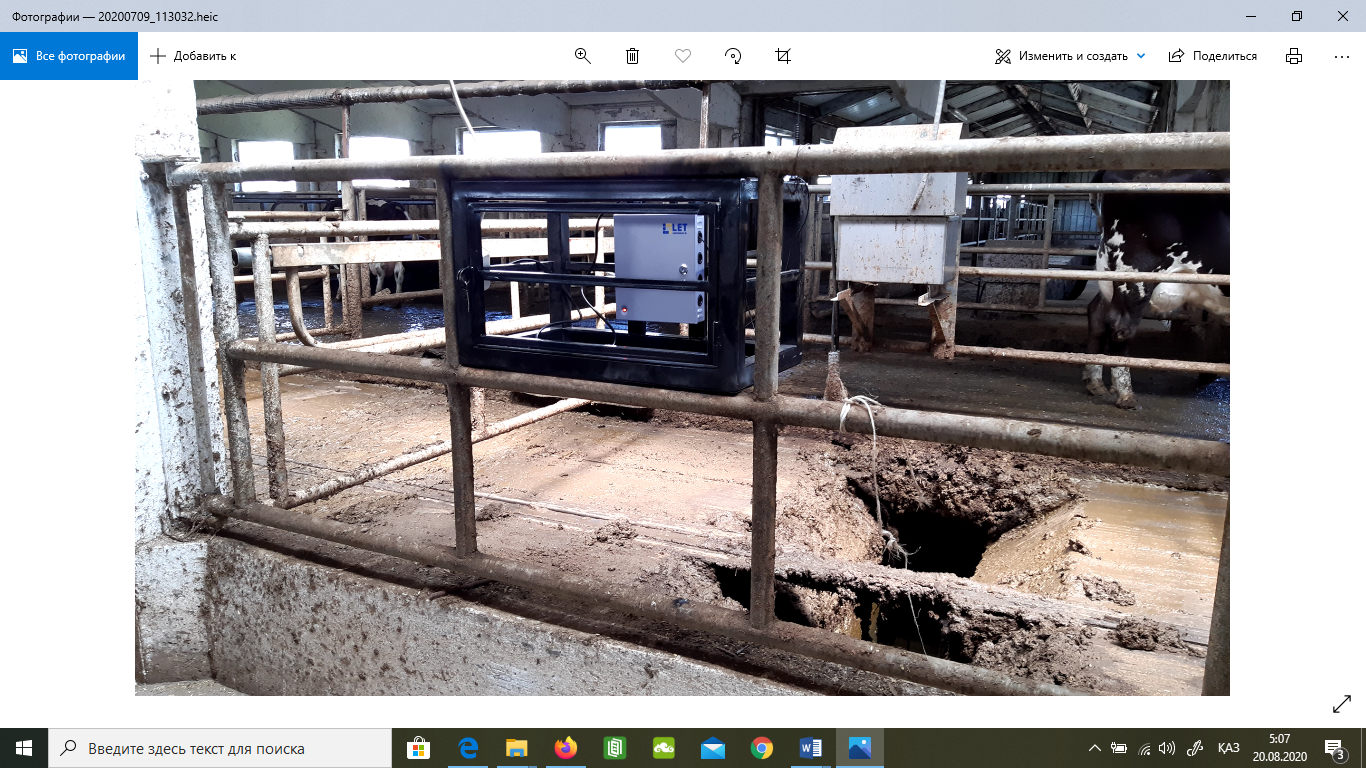 Фотографии — 20200709_113032.heic
Все фотографии
Добавить к
Изменить и создать
Поделиться
LET
Введите здесь текст для поиска
ҚАЗ
5:07
20.08.2020
3